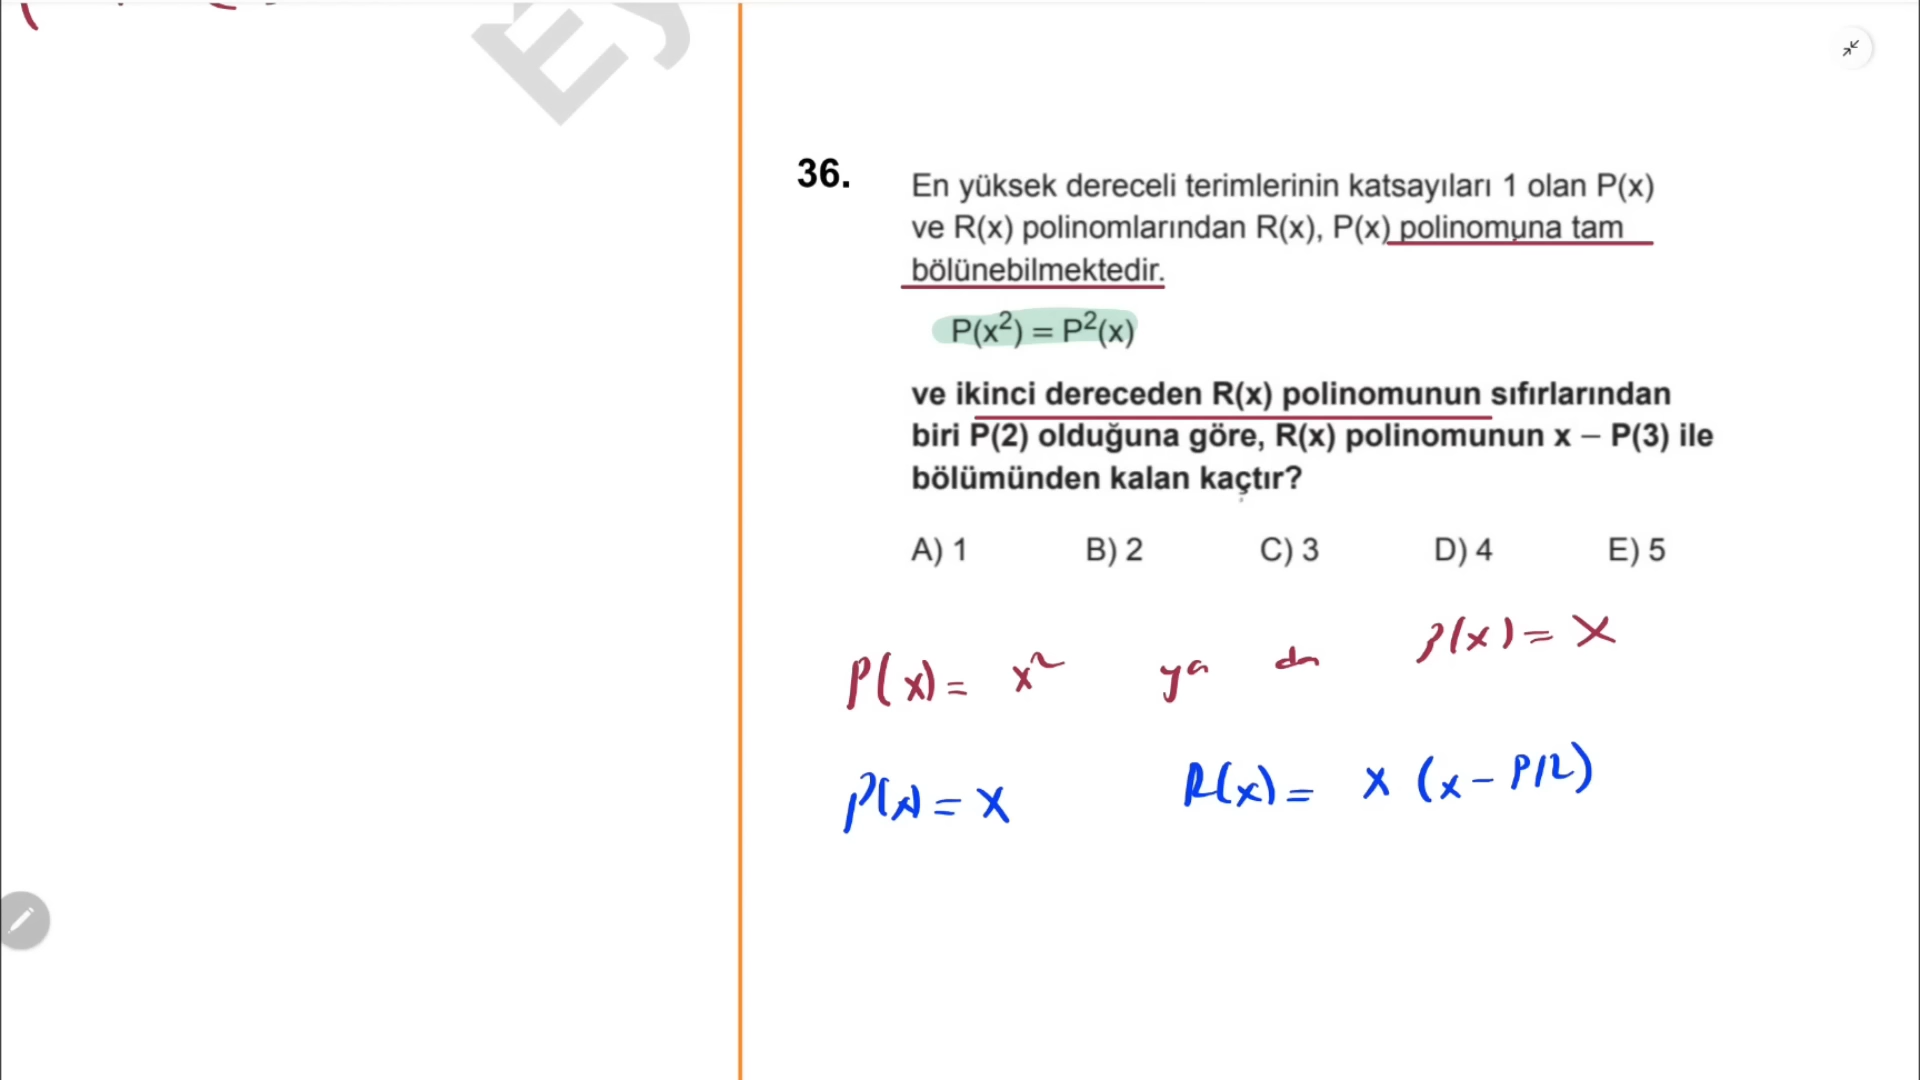 Ey
36.
En yüksek dereceli terimlerinin katsayıları 1 olan P(x)
ve R(x) polinomlarından R(x), P(x) polinomuna tam
bölünebilmektedir.
P(x²) = P²(x)
ve ikinci dereceden R(x) polinomunun sıfırlarından
biri P(2) olduğuna göre, R(x) polinomunun x – P(3) ile
bölümünden kalan kaçtır?
A) 1 B) 2 C) 3 D) 4 E) 5
P(x) = x² ya da P(x) = x
P(x) = x R(x) = x (x - P(2)